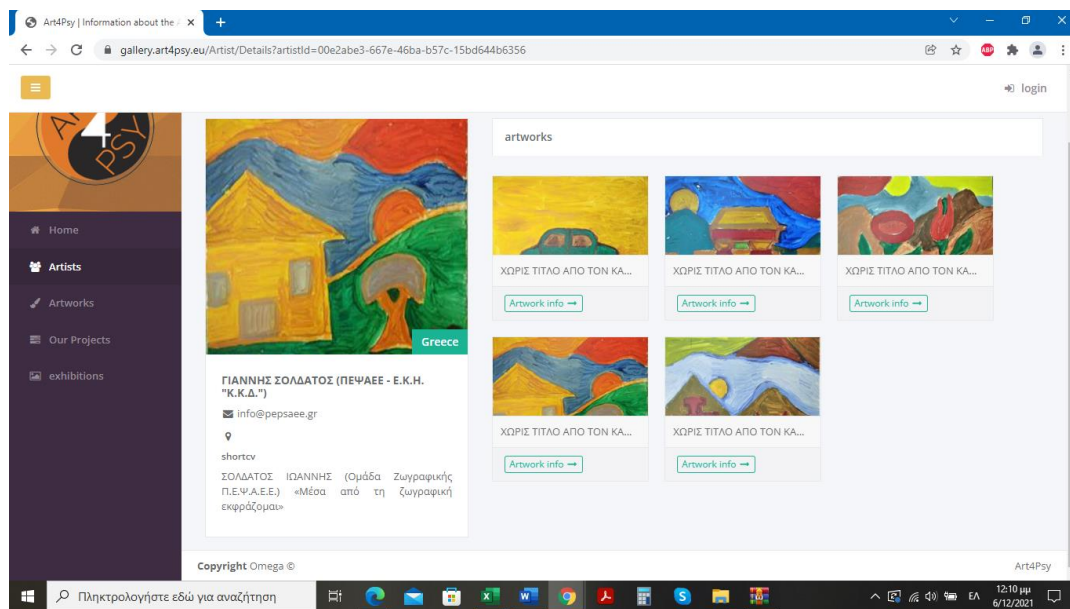 Art4Psy | Information about the A
gallery.art4psy.eu/Artist/Details?artistId=00e2abe3-667e-46ba-b57c-15bd644b6356
ABP
login
4
PSY
Home
Artists
Artworks
Our Projects
exhibitions
Greece
ΓΙΑΝΝΗΣ ΣΟΛΔΑΤΟΣ (ΠΕΨΑΕΕ - Ε.Κ.Η.
"Κ.Κ.Δ.")
info@pepsaee.gr
shortcv
ΣΟΛΔΑΤΟΣ ΙΩΑΝΝΗΣ (Ομάδα Ζωγραφικής
Π.Ε.Ψ.Α.Ε.Ε.) «Μέσα από τη ζωγραφική
εκφράζομαι»
artworks
ΧΩΡΙΣ ΤΙΤΛΟ ΑΠΟ ΤΟΝ ΚΑ...
Artwork info →
ΧΩΡΙΣ ΤΙΤΛΟ ΑΠΟ ΤΟΝ ΚΑ...
Artwork info →
ΧΩΡΙΣ ΤΙΤΛΟ ΑΠΟ ΤΟΝ ΚΑ...
Artwork info →
ΧΩΡΙΣ ΤΙΤΛΟ ΑΠΟ ΤΟΝ ΚΑ...
Artwork info →
ΧΩΡΙΣ ΤΙΤΛΟ ΑΠΟ ΤΟΝ ΚΑ...
Artwork info →
Copyright Omega ©
Art4Psy
Πληκτρολογήστε εδώ για αναζήτηση
ΕΛ
12:10 μμ
6/12/2021